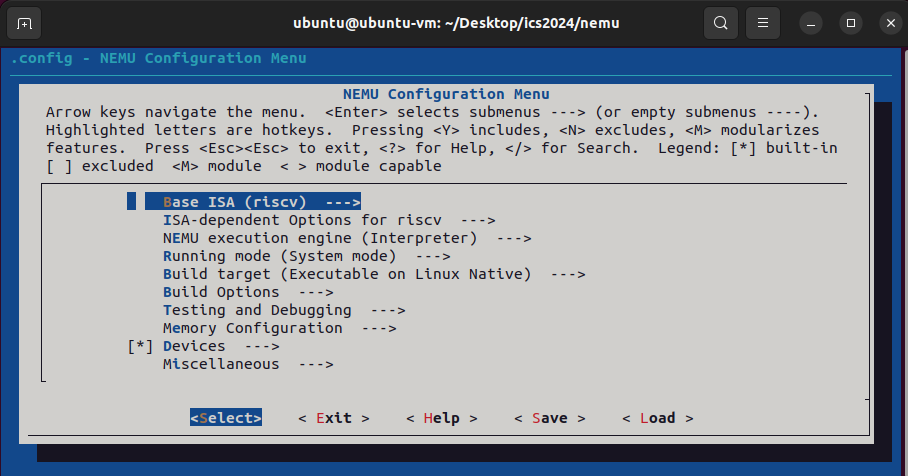 ubuntu@ubuntu-vm: ~/Desktop/ics2024/nemu
.config - NEMU Configuration Menu
NEMU Configuration Menu
Arrow keys navigate the menu.  <Enter> selects submenus ---> (or empty submenus ----).
Highlighted letters are hotkeys.  Pressing <Y> includes, <N> excludes, <M> modularizes
features.  Press <Esc><Esc> to exit, <?> for Help, </> for Search.  Legend: [*] built-in
[ ] excluded  <M> module  < > module capable
Base ISA (riscv)  --->
ISA-dependent Options for riscv  --->
NEMU execution engine (Interpreter)  --->
Running mode (System mode)  --->
Build target (Executable on Linux Native)  --->
Build Options  --->
Testing and Debugging  --->
Memory Configuration  --->
[*] Devices  --->
Miscellaneous  --->
<Select>    < Exit >    < Help >    < Save >    < Load >